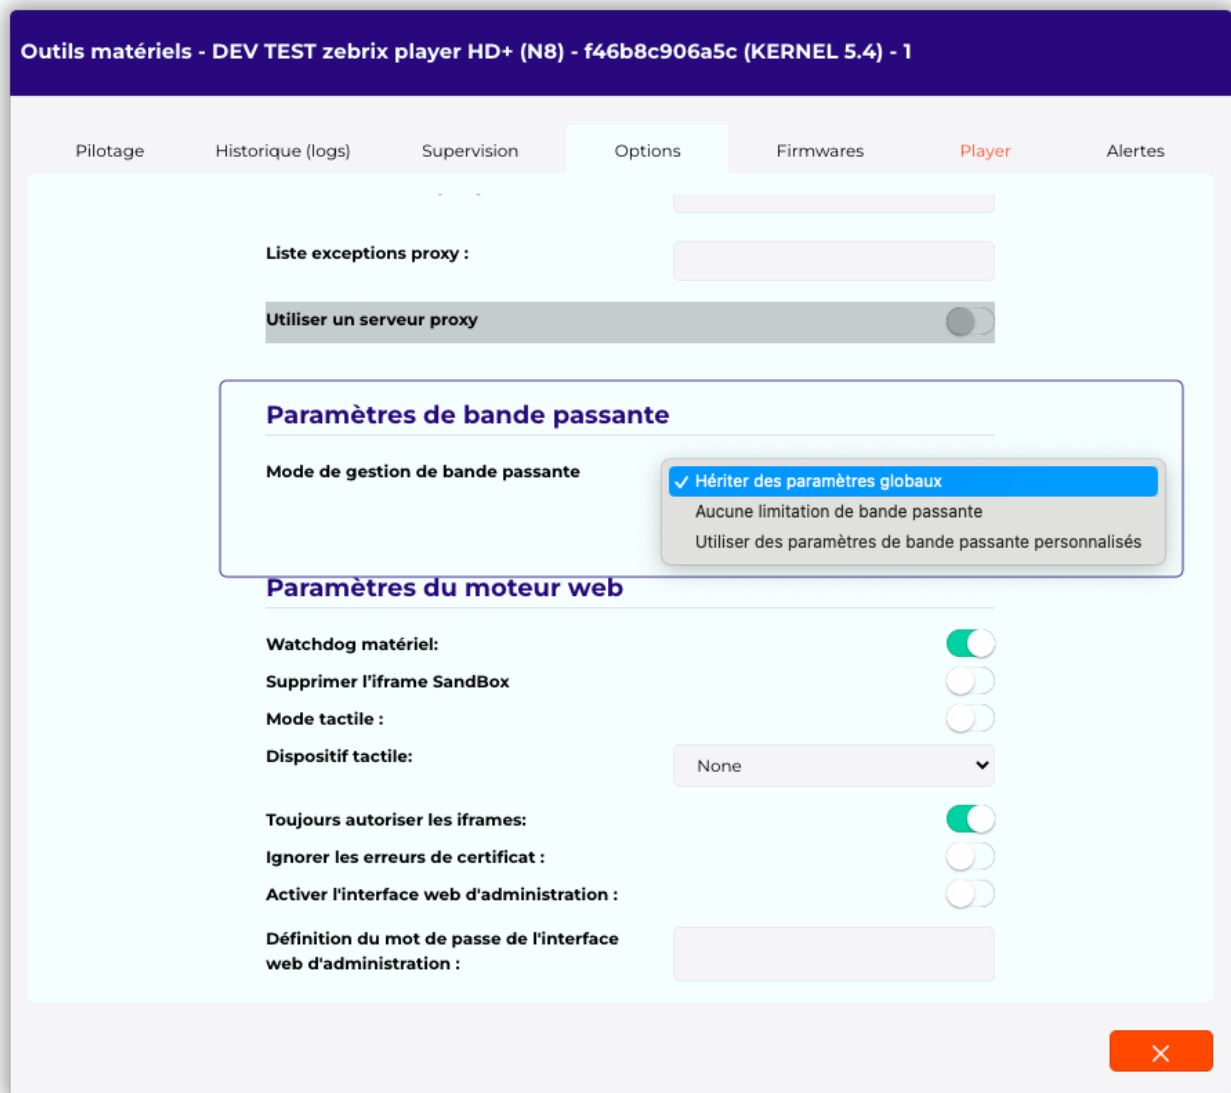 Outils matériels - DEV TEST zebrix player HD+ (N8) - f46b8c906a5c (KERNEL 5.4) - 1
Pilotage
Historique (logs)
Supervision
Options
Firmwares
Player
Alertes
Liste exceptions proxy :
Utiliser un serveur proxy
Paramètres de bande passante
Mode de gestion de bande passante
✓ Hériter des paramètres globaux
Aucune limitation de bande passante
Utiliser des paramètres de bande passante personnalisés
Paramètres du moteur web
Watchdog matériel:
Supprimer l'iframe SandBox
Mode tactile :
Dispositif tactile:
None
Toujours autoriser les iframes:
Ignorer les erreurs de certificat :
Activer l'interface web d'administration :
Définition du mot de passe de l'interface
web d'administration :